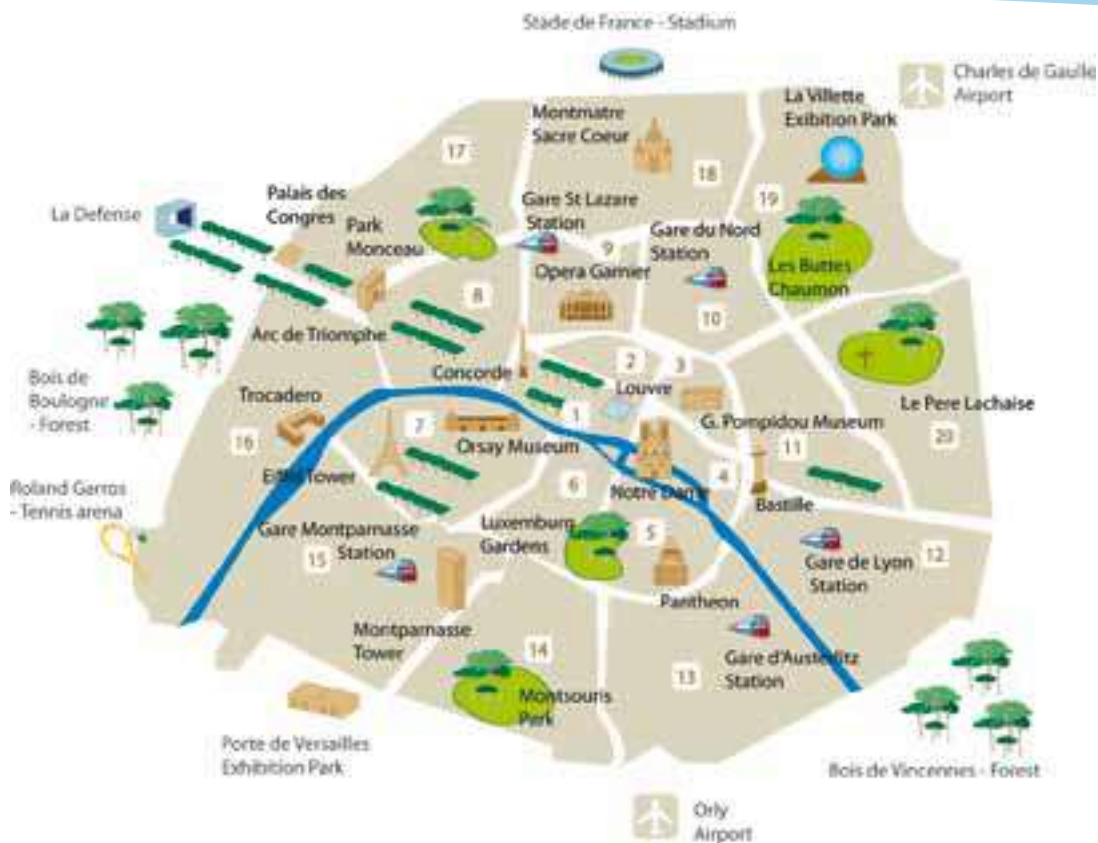 Stade de France - Stadium
Charles de Gaulle
Airport
La Villette
Exibition Park
Montmatre
Sacre Coeur
17
18
19
La Defense
Palais des
Congres
Park
Monceau
Gare St Lazare
Station
9
Gare du Nord
Station
Opera Garnier
Les Buttes
Chaumon
8
10
Arc de Triomphe
Concorde
2
3
Louvre
Bois de
Boulogne
- Forest
Trocadero
1
G. Pompidou Museum
Le Pere Lachaise
7
Orsay Museum
11
20
16
Eiffel Tower
6
Notre Dame
4
Bastille
Roland Garros
- Tennis arena
Gare Montparnasse
Station
15
Luxemburg
Gardens
5
Gare de Lyon
Station
12
Pantheon
Montparnasse
Tower
14
13
Gare d'Austerlitz
Station
Montsouris
Park
Porte de Versailles
Exhibition Park
Bois de Vincennes - Forest
Orly
Airport